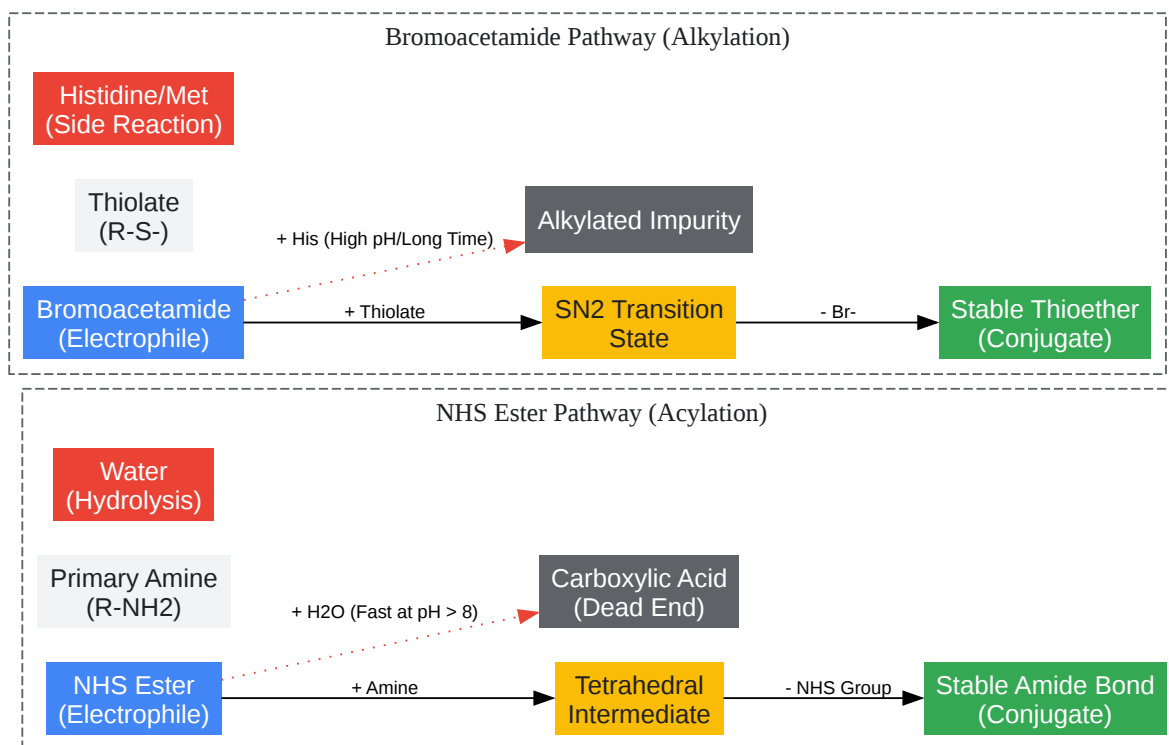 Bromoacetamide Pathway (Alkylation)
Histidine/Met
(Side Reaction)
Thiolate
(R-S-)
Alkylated Impurity
+ His (High pH/Long Time)
Bromoacetamide
(Electrophile)
+ Thiolate
SN2 Transition
State
- Br-
Stable Thioether
(Conjugate)
NHS Ester Pathway (Acylation)
Water
(Hydrolysis)
Primary Amine
(R-NH2)
Carboxylic Acid
(Dead End)
+ H2O (Fast at pH > 8)
NHS Ester
(Electrophile)
+ Amine
Tetrahedral
Intermediate
- NHS Group
Stable Amide Bond
(Conjugate)